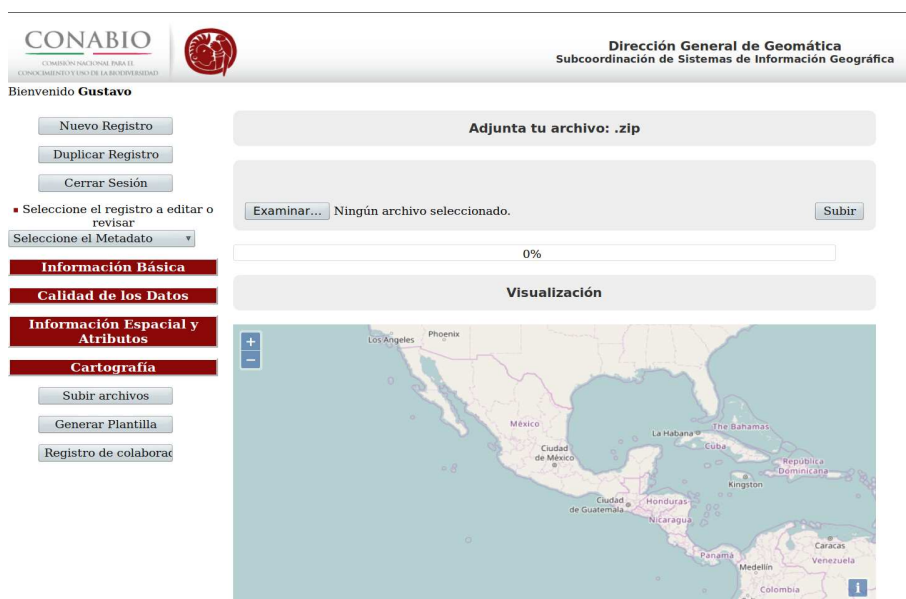 CONABIO
COMISIÓN NACIONAL PARA EL
CONOCIMIENTO Y USO DE LA BIODIVERSIDAD
Dirección General de Geomática
Subcoordinación de Sistemas de Información Geográfica
Bienvenido Gustavo
Nuevo Registro
Duplicar Registro
Cerrar Sesión
Seleccione el registro a editar o
revisar
Seleccione el Metadato
Información Básica
Calidad de los Datos
Información Espacial y
Atributos
Cartografía
Subir archivos
Generar Plantilla
Registro de colaborac
Adjunta tu archivo: .zip
Examinar... Ningún archivo seleccionado.
Subir
0%
Visualización
+
−
Los Angeles
Phoenix
México
Ciudad
de México
La Habana
The Bahamas
Cuba
República
Dominicana
Kingston
Ciudad
de Guatemala
Honduras
Nicaragua
Panamá
Caracas
Venezuela
Medellín
Colombia
i